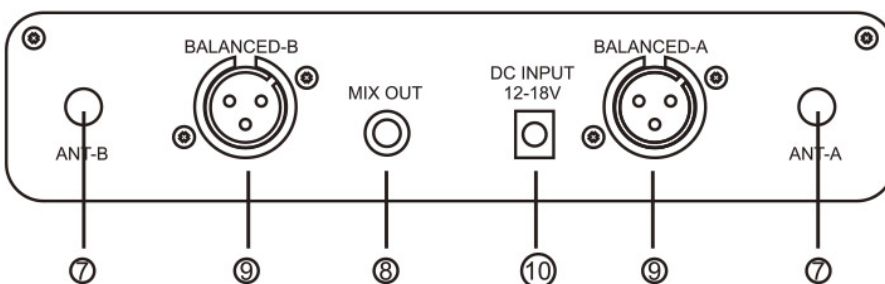 BALANCED-B
BALANCED-A
MIX OUT
DC INPUT
12-18V
ANT-B
ANT-A
⑦ ⑨ ⑧ ⑩ ⑨ ⑦